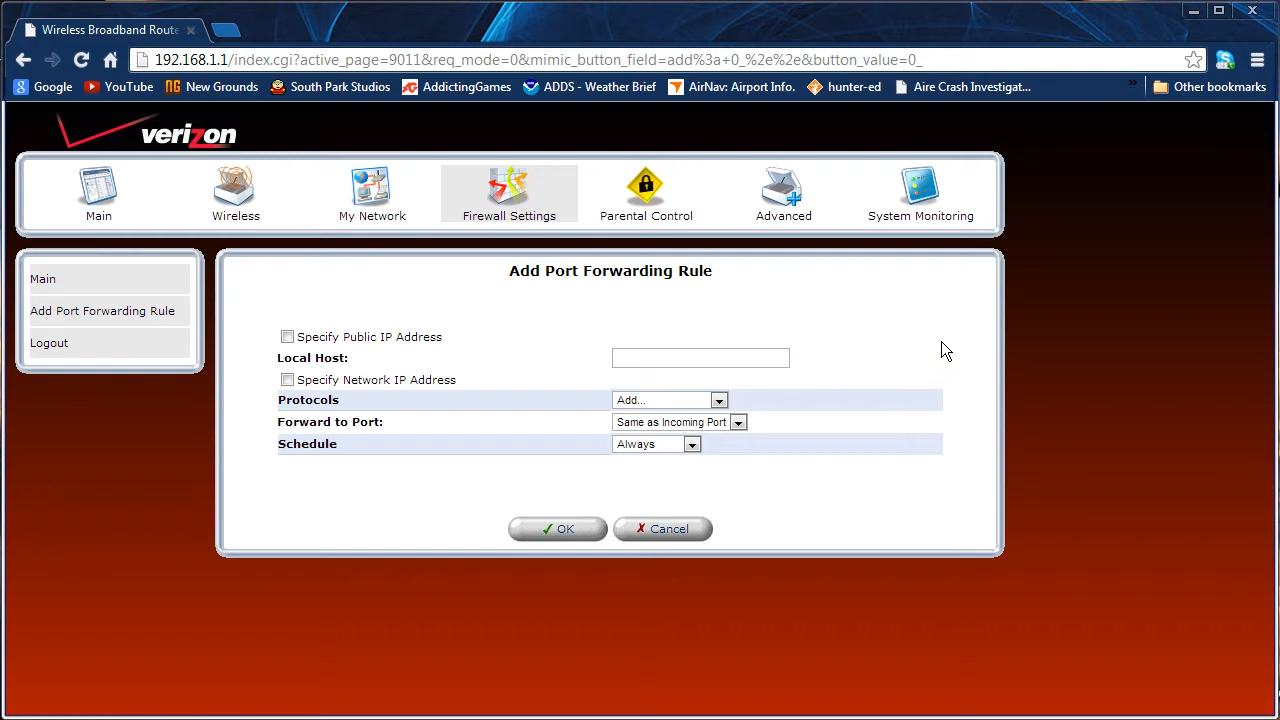 Wireless Broadband Route
192.168.1.1/index.cgi?active_page=9011&req_mode=0&mimic_button_field=add%3a+0_%2e%2e&button_value=0_
Google YouTube New Grounds South Park Studios AddictingGames ADDS - Weather Brief AirNav: Airport Info. hunter-ed Aire Crash Investigat... » Other bookmarks
verizon
Main Wireless My Network Firewall Settings Parental Control Advanced System Monitoring
Main
Add Port Forwarding Rule
Logout
Add Port Forwarding Rule
Specify Public IP Address
Local Host:
Specify Network IP Address
Protocols Add...
Forward to Port: Same as Incoming Port
Schedule Always
OK Cancel